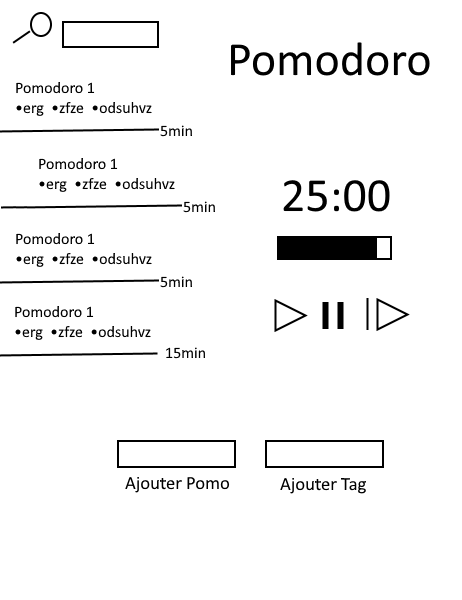 Pomodoro
Pomodoro 1
•erg •zfze •odsuhvz
5min
Pomodoro 1
•erg •zfze •odsuhvz
5min
Pomodoro 1
•erg •zfze •odsuhvz
5min
Pomodoro 1
•erg •zfze •odsuhvz
15min
25:00
Ajouter Pomo
Ajouter Tag